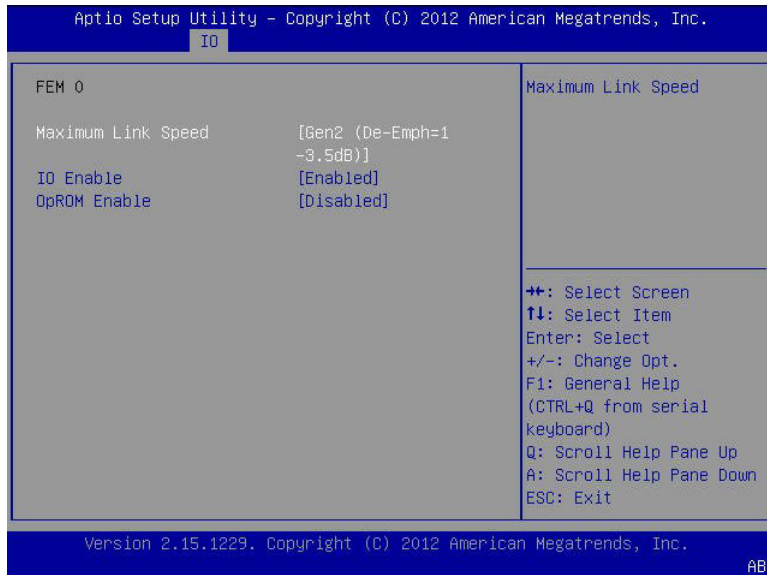 Aptio Setup Utility – Copyright (C) 2012 American Megatrends, Inc.
IO
FEM 0
Maximum Link Speed [Gen2 (De-Emph=1
-3.5dB)]
IO Enable [Enabled]
OpROM Enable [Disabled]
Maximum Link Speed
→←: Select Screen
↑↓: Select Item
Enter: Select
+/-: Change Opt.
F1: General Help
(CTRL+Q from serial
keyboard)
Q: Scroll Help Pane Up
A: Scroll Help Pane Down
ESC: Exit
Version 2.15.1229. Copyright (C) 2012 American Megatrends, Inc.
AB